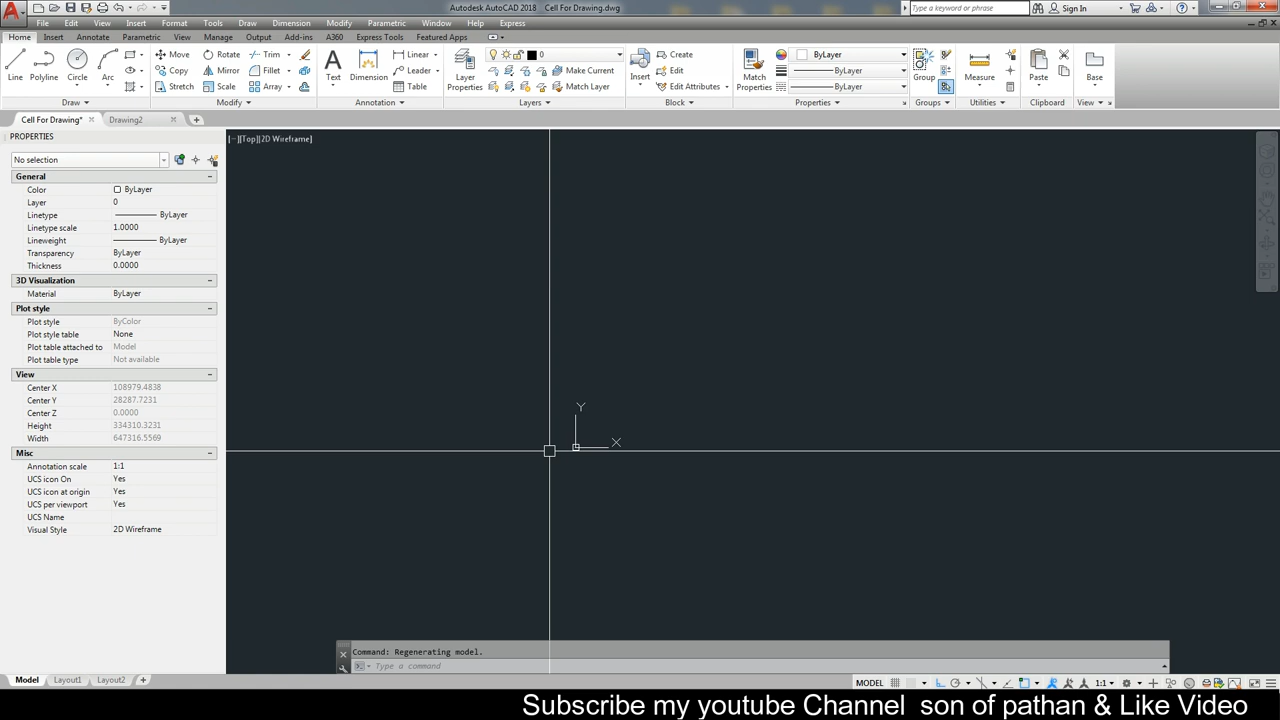 Autodesk AutoCAD 2018   Cell For Drawing.dwg
Type a keyword or phrase
Sign In
File Edit View Insert Format Tools Draw Dimension Modify Parametric Window Help Express
Home Insert Annotate Parametric View Manage Output Add-ins A360 Express Tools Featured Apps
Line Polyline Circle Arc
Move Rotate Trim
Copy Mirror Fillet
Stretch Scale Array
Text Dimension
Linear
Leader
Table
Layer Properties
0
Make Current
Match Layer
Insert
Create
Edit
Edit Attributes
Match Properties
ByLayer
ByLayer
ByLayer
Group
Measure
Paste
Base
Draw Modify Annotation Layers Block Properties Groups Utilities Clipboard View
Cell For Drawing* Drawing2
PROPERTIES
[−][Top][2D Wireframe]
No selection
General
Color ByLayer
Layer 0
Linetype ByLayer
Linetype scale 1.0000
Lineweight ByLayer
Transparency ByLayer
Thickness 0.0000
3D Visualization
Material ByLayer
Plot style
Plot style ByColor
Plot style table None
Plot table attached to Model
Plot table type Not available
View
Center X 108979.4838
Center Y 28287.7231
Center Z 0.0000
Height 334310.3231
Width 647316.5569
Misc
Annotation scale 1:1
UCS icon On Yes
UCS icon at origin Yes
UCS per viewport Yes
UCS Name
Visual Style 2D Wireframe
Y
X
Command: Regenerating model.
Type a command
Model Layout1 Layout2
MODEL 1:1
Subscribe my youtube Channel son of pathan & Like Video